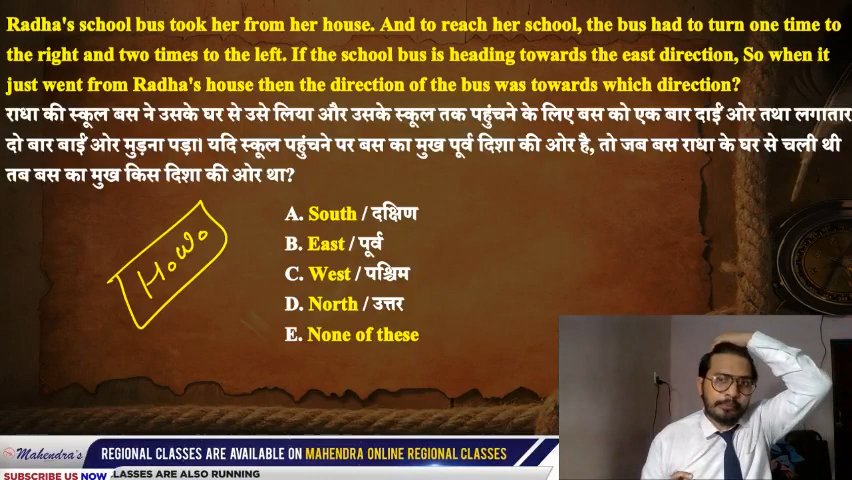 Radha's school bus took her from her house. And to reach her school, the bus had to turn one time to
the right and two times to the left. If the school bus is heading towards the east direction, So when it
just went from Radha's house then the direction of the bus was towards which direction?
राधा की स्कूल बस ने उसके घर से उसे लिया और उसके स्कूल तक पहुंचने के लिए बस को एक बार दाईं ओर तथा लगातार
दो बार बाईं ओर मुड़ना पड़ा। यदि स्कूल पहुंचने पर बस का मुख पूर्व दिशा की ओर है, तो जब बस राधा के घर से चली थी
तब बस का मुख किस दिशा की ओर था?
A. South / दक्षिण
B. East / पूर्व
C. West / पश्चिम
D. North / उत्तर
E. None of these
H.W.
Mahendra's
REGIONAL CLASSES ARE AVAILABLE ON MAHENDRA ONLINE REGIONAL CLASSES
SUBSCRIBE US NOW
LASSES ARE ALSO RUNNING